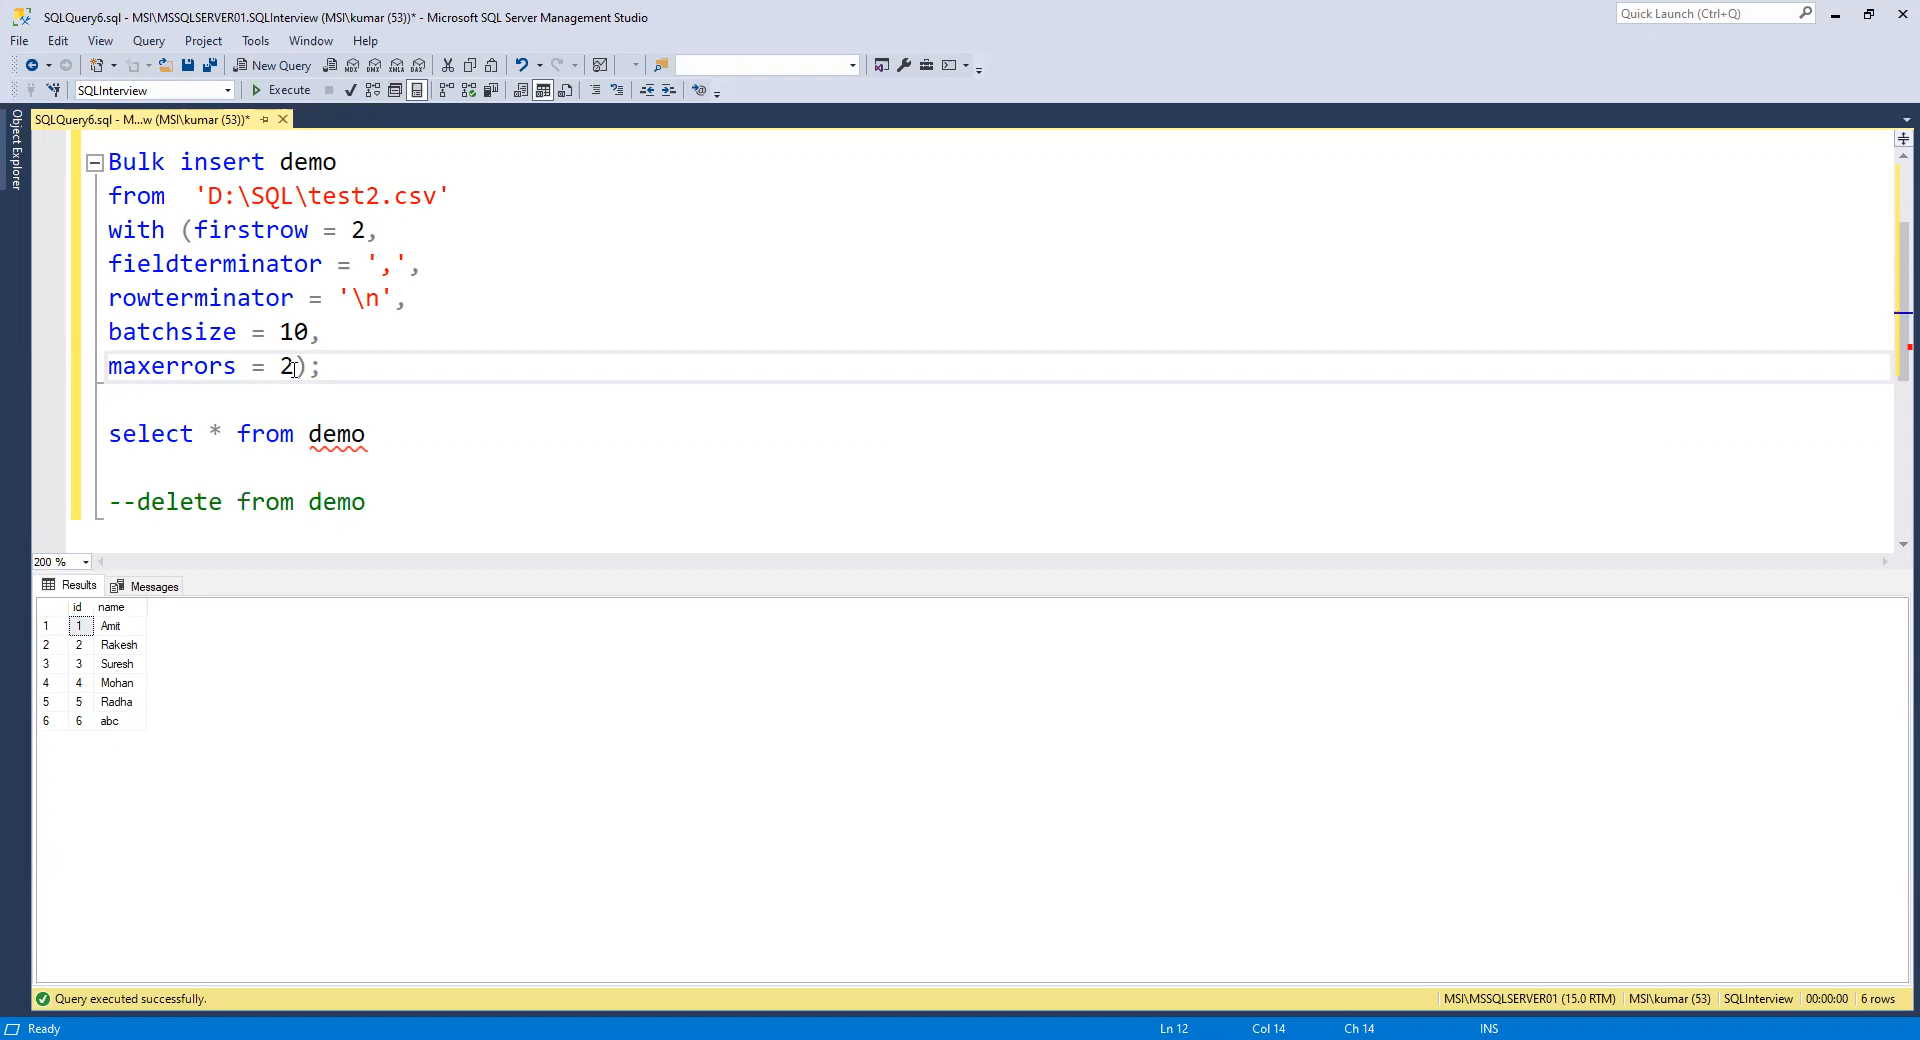 SQLQuery6.sql - MSI\MSSQLSERVER01.SQLInterview (MSI\kumar (53))* - Microsoft SQL Server Management Studio
Quick Launch (Ctrl+Q)
File Edit View Query Project Tools Window Help
New Query
MDX DMX XMLA DAX
SQLInterview
Execute
Object Explorer
SQLQuery6.sql - M...w (MSI\kumar (53))*
Bulk insert demo
from  'D:\SQL\test2.csv'
with (firstrow = 2,
fieldterminator = ',',
rowterminator = '\n',
batchsize = 10,
maxerrors = 2);
select * from demo
--delete from demo
200 %
Results Messages
id name
1 1 Amit
2 2 Rakesh
3 3 Suresh
4 4 Mohan
5 5 Radha
6 6 abc
Query executed successfully.
MSI\MSSQLSERVER01 (15.0 RTM) MSI\kumar (53) SQLInterview 00:00:00 6 rows
Ready
Ln 12 Col 14 Ch 14 INS